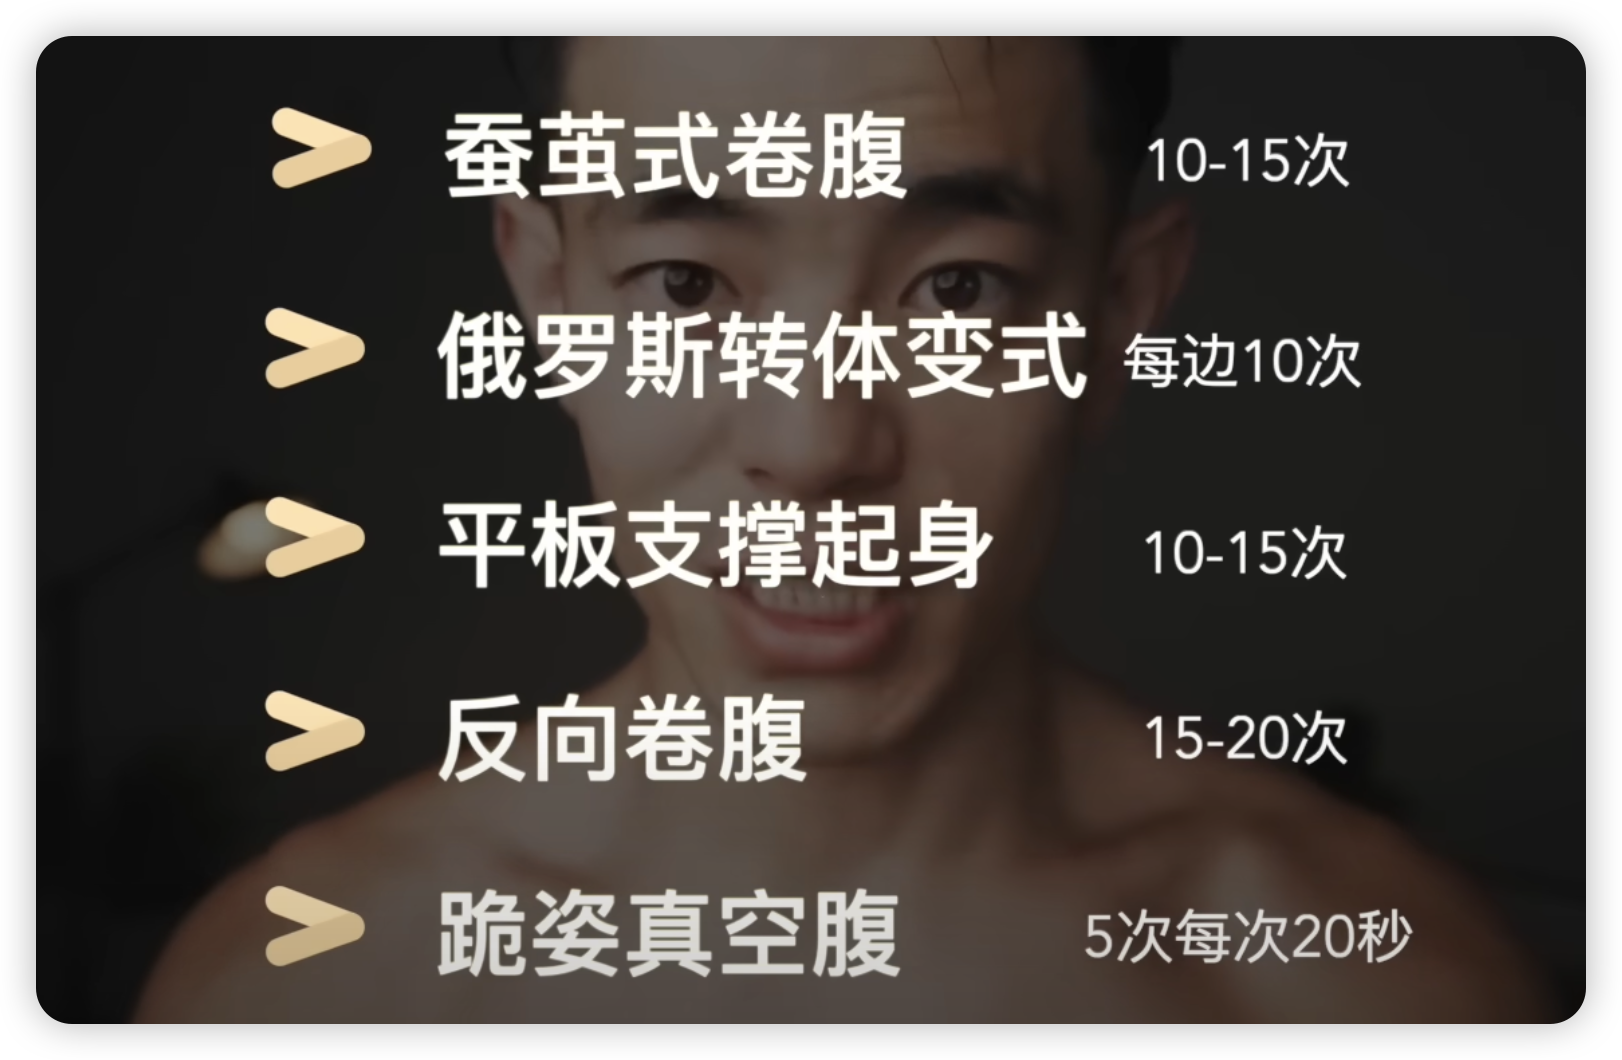 蚕茧式卷腹 10-15次
俄罗斯转体变式 每边10次
平板支撑起身 10-15次
反向卷腹 15-20次
跪姿真空腹 5次每次20秒